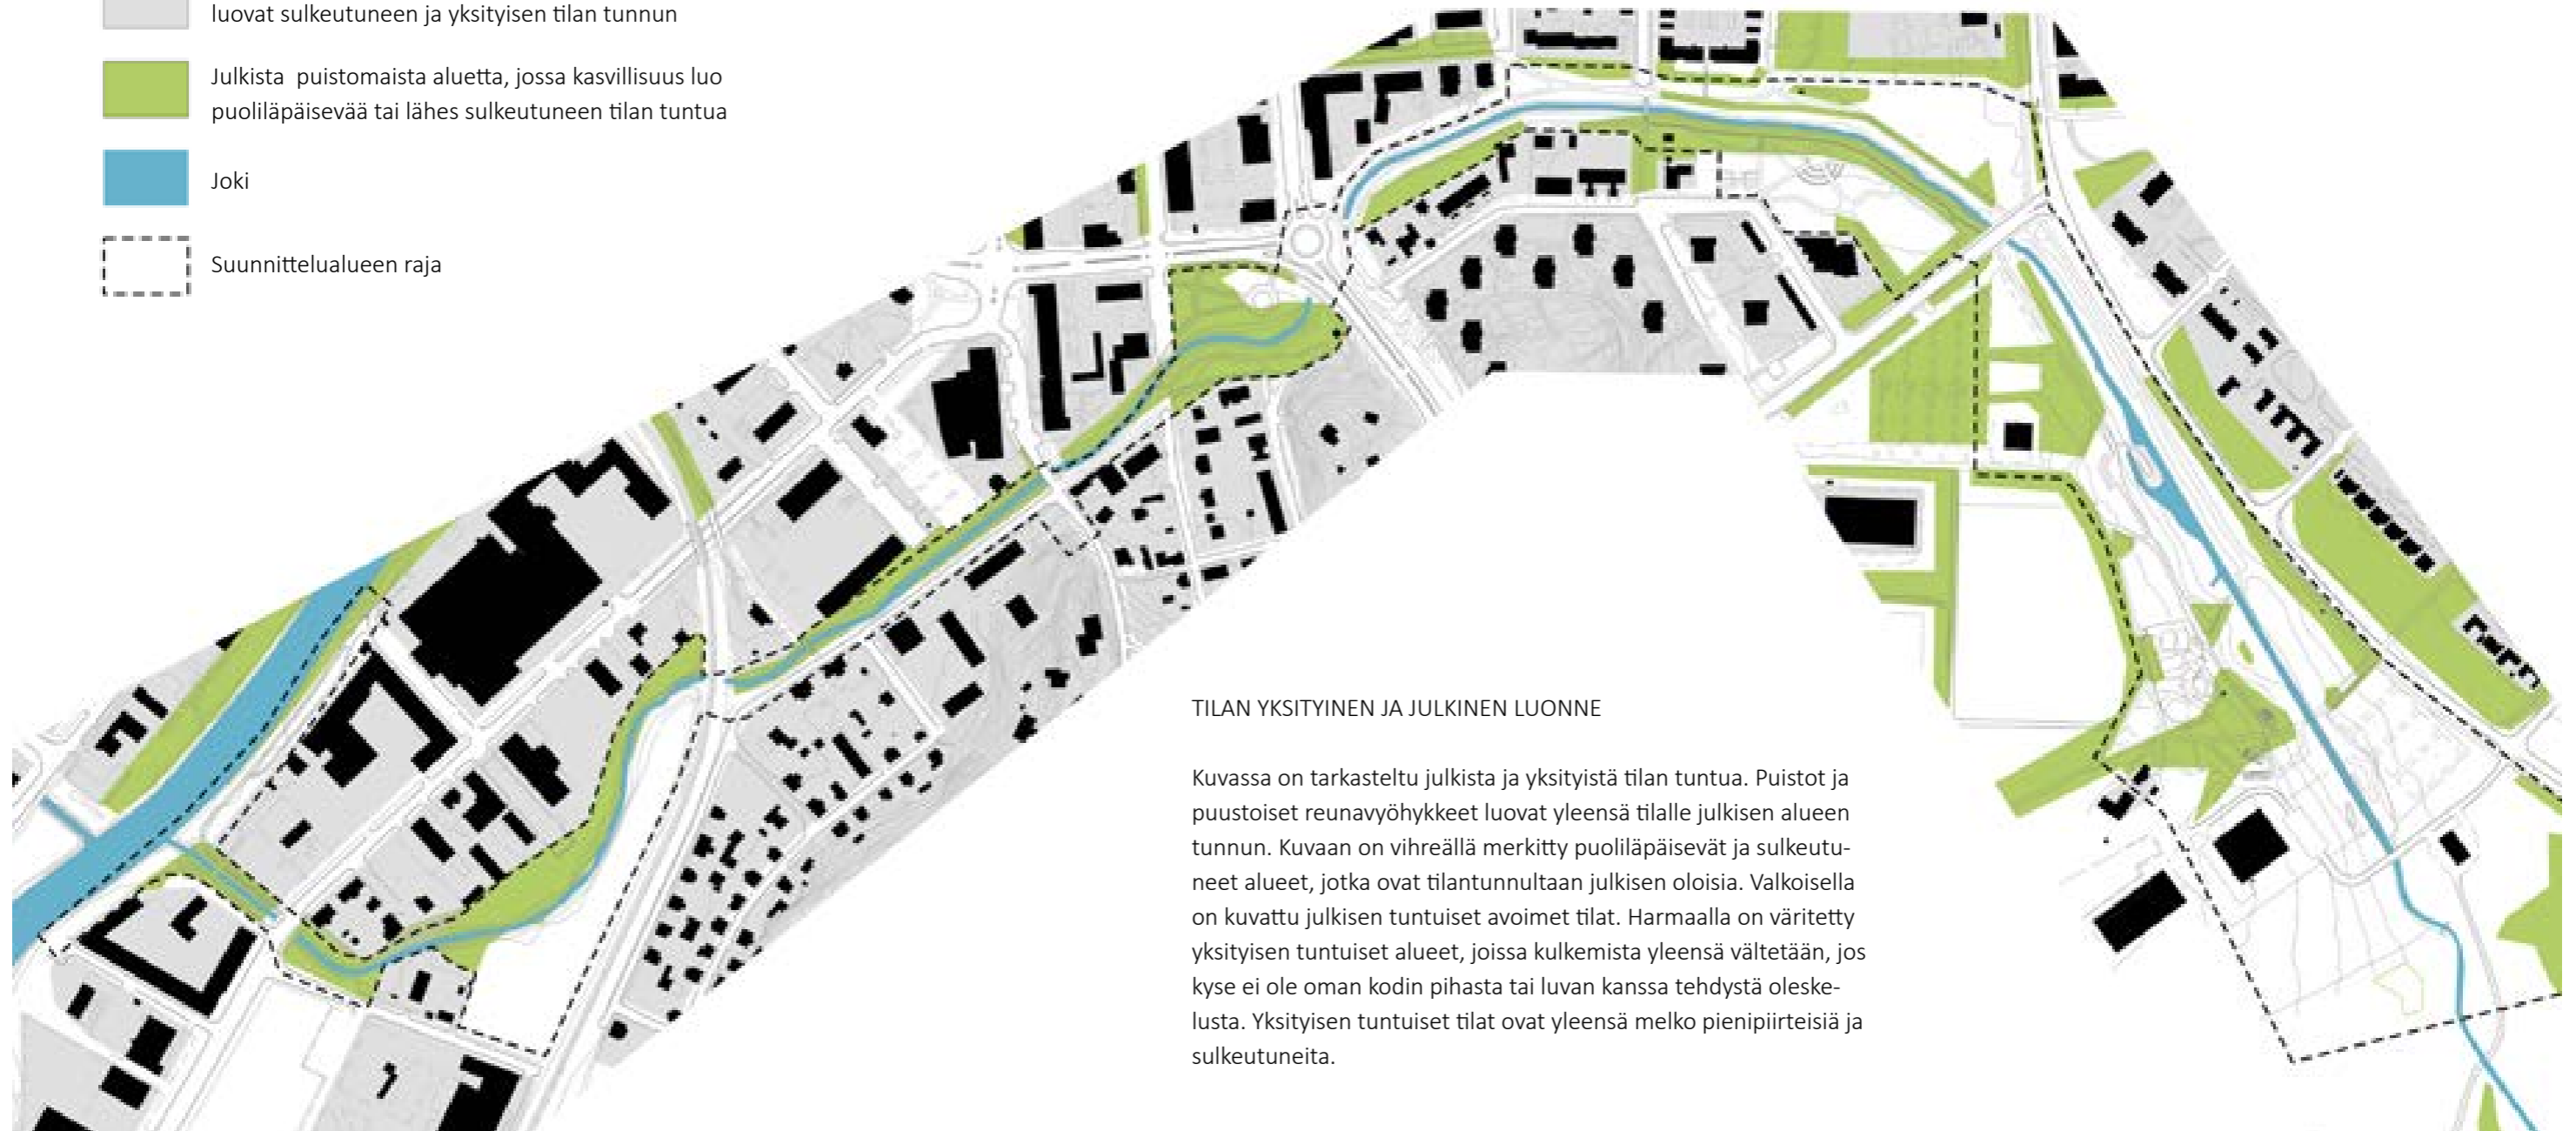 luovat sulkeutuneen ja yksityisen tilan tunnun
Julkista puistomaista aluetta, jossa kasvillisuus luo
puoliläpäisevää tai lähes sulkeutuneen tilan tuntua
Joki
Suunnittelualueen raja
TILAN YKSITYINEN JA JULKINEN LUONNE
Kuvassa on tarkasteltu julkista ja yksityistä tilan tuntua. Puistot ja
puustoiset reunavyöhykkeet luovat yleensä tilalle julkisen alueen
tunnun. Kuvaan on vihreällä merkitty puoliläpäisevät ja sulkeutu-
neet alueet, jotka ovat tilantunnultaan julkisen oloisia. Valkoisella
on kuvattu julkisen tuntuiset avoimet tilat. Harmaalla on väritetty
yksityisen tuntuiset alueet, joissa kulkemista yleensä vältetään, jos
kyse ei ole oman kodin pihasta tai luvan kanssa tehdystä oleske-
lusta. Yksityisen tuntuiset tilat ovat yleensä melko pienipiirteisiä ja
sulkeutuneita.